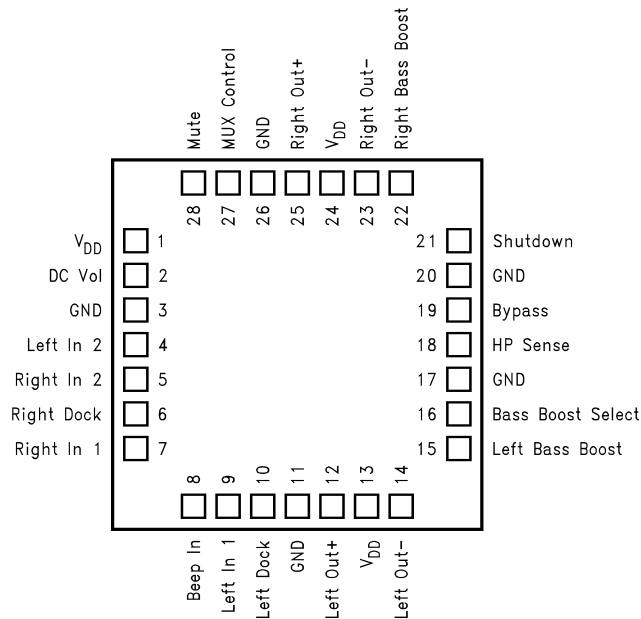 Mute
MUX Control
GND
Right Out+
VDD
Right Out-
Right Bass Boost
28
27
26
25
24
23
22
VDD 1
DC Vol 2
GND 3
Left In 2 4
Right In 2 5
Right Dock 6
Right In 1 7
21 Shutdown
20 GND
19 Bypass
18 HP Sense
17 GND
16 Bass Boost Select
15 Left Bass Boost
8
9
10
11
12
13
14
Beep In
Left In 1
Left Dock
GND
Left Out+
VDD
Left Out-